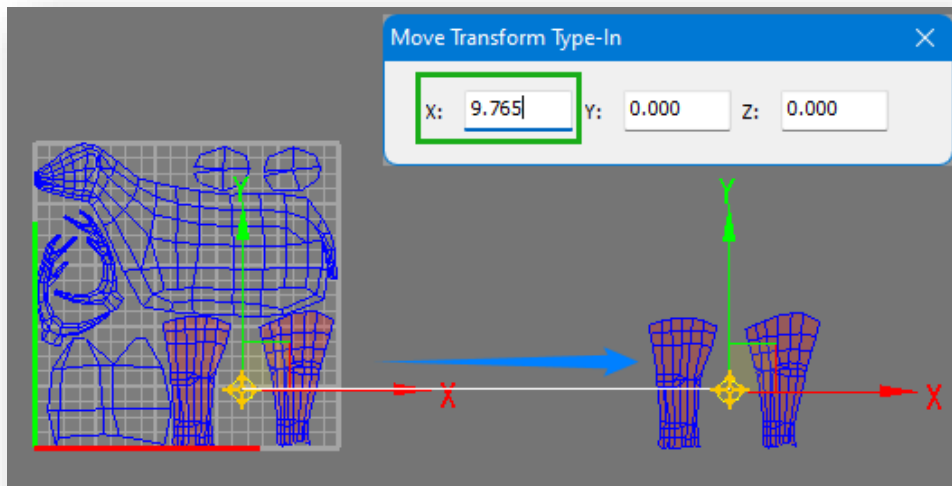 Move Transform Type-In
X: 9.765 Y: 0.000 Z: 0.000
Y Y
X X